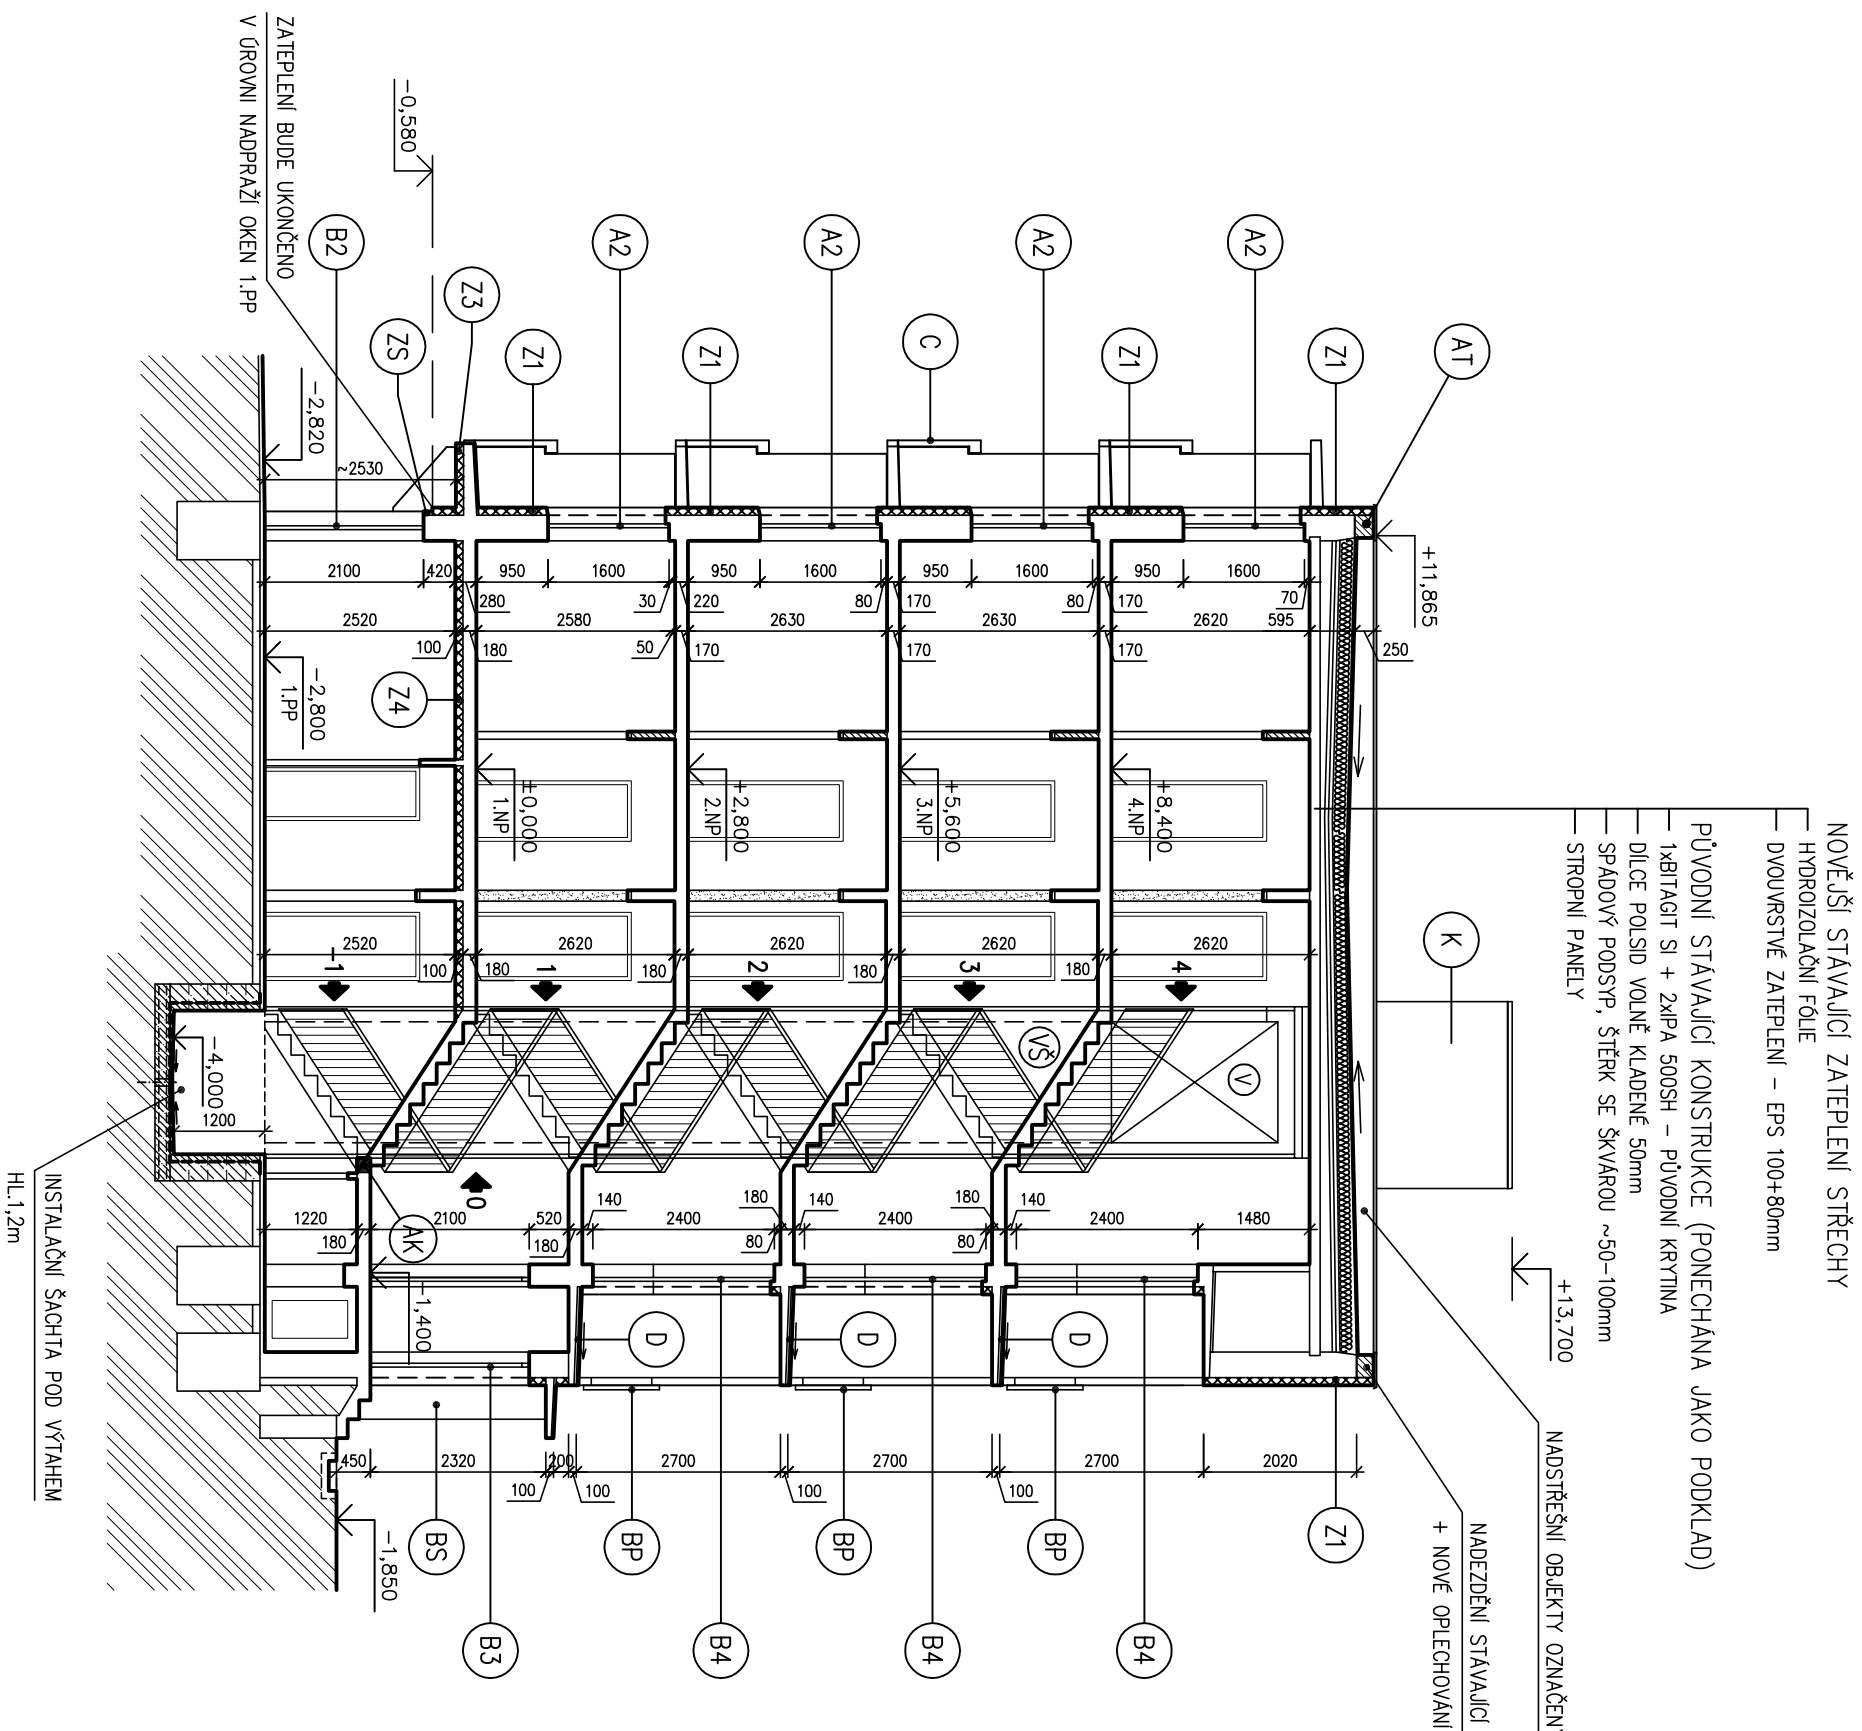 NOVĚJŠÍ STÁVAJÍCÍ ZATEPLENÍ STŘECHY
HYDROIZOLAČNÍ FÓLIE
DVOUVRSTVÉ ZATEPLENÍ – EPS 100+80mm
PŮVODNÍ STÁVAJÍCÍ KONSTRUKCE (PONECHÁNA JAKO PODKLAD)
1xBITAGIT SI + 2xIPA 500SH – PŮVODNÍ KRYTINA
DÍLCE POLSID VOLNĚ KLADENÉ 50mm
SPÁDOVÝ PODSYP, ŠTĚRK SE ŠKVÁROU ~50-100mm
STROPNÍ PANELY
K
+13,700
NADSTŘEŠNÍ OBJEKTY OZNAČENY
NADEZDĚNÍ STÁVAJÍCÍ
+ NOVÉ OPLECHOVÁNÍ
AT
+11,865
Z1
Z1
A2
Z1
A2
C
A2
Z1
A2
Z1
Z3
ZS
B2
-0,580
ZATEPLENÍ BUDE UKONČENO
V ÚROVNI NADPRAŽÍ OKEN 1.PP
-2,820
~2530
2100
420
950
1600
950
1600
950
1600
950
1600
280
30
220
80
170
80
170
70
2520
2580
2630
2630
2620
595
100
180
50
170
170
170
250
-2,800
1.PP
Z4
±0,000
1.NP
+2,800
2.NP
+5,600
3.NP
+8,400
4.NP
2520
2620
2620
2620
2620
100
180
180
180
180
-1
1
2
3
4
0
VŠ
V
-4,000
1200
INSTALAČNÍ ŠACHTA POD VÝTAHEM
HL.1,2m
AK
1220
180
2100
520
180
140
2400
180
80
140
2400
180
80
140
2400
1480
-1,400
D
D
D
450
2320
200
2700
2700
2700
2020
100
100
100
100
-1,850
BS
BP
BP
BP
B3
B4
B4
B4